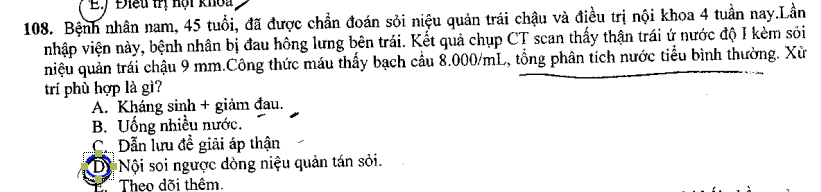 E. Điều trị nội khoa
108. Bệnh nhân nam, 45 tuổi, đã được chẩn đoán sỏi niệu quản trái chậu và điều trị nội khoa 4 tuần nay.Lần
nhập viện này, bệnh nhân bị đau hông lưng bên trái. Kết quả chụp CT scan thấy thận trái ứ nước độ I kèm sỏi
niệu quản trái chậu 9 mm.Công thức máu thấy bạch cầu 8.000/mL, tổng phân tích nước tiểu bình thường. Xử
trí phù hợp là gì?
A. Kháng sinh + giảm đau.
B. Uống nhiều nước.
C. Dẫn lưu để giải áp thận
D. Nội soi ngược dòng niệu quản tán sỏi.
E. Theo dõi thêm.